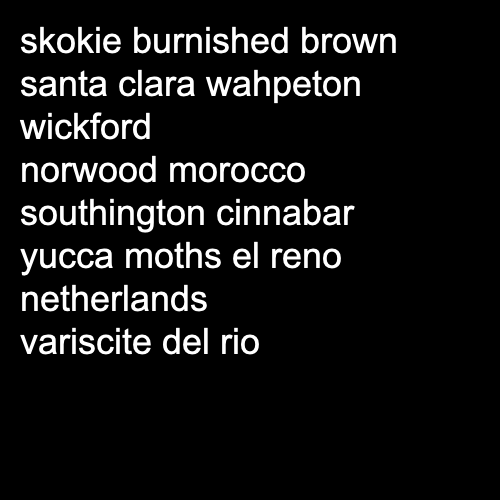 skokie burnished brown
santa clara wahpeton
wickford
norwood morocco
southington cinnabar
yucca moths el reno
netherlands
variscite del rio